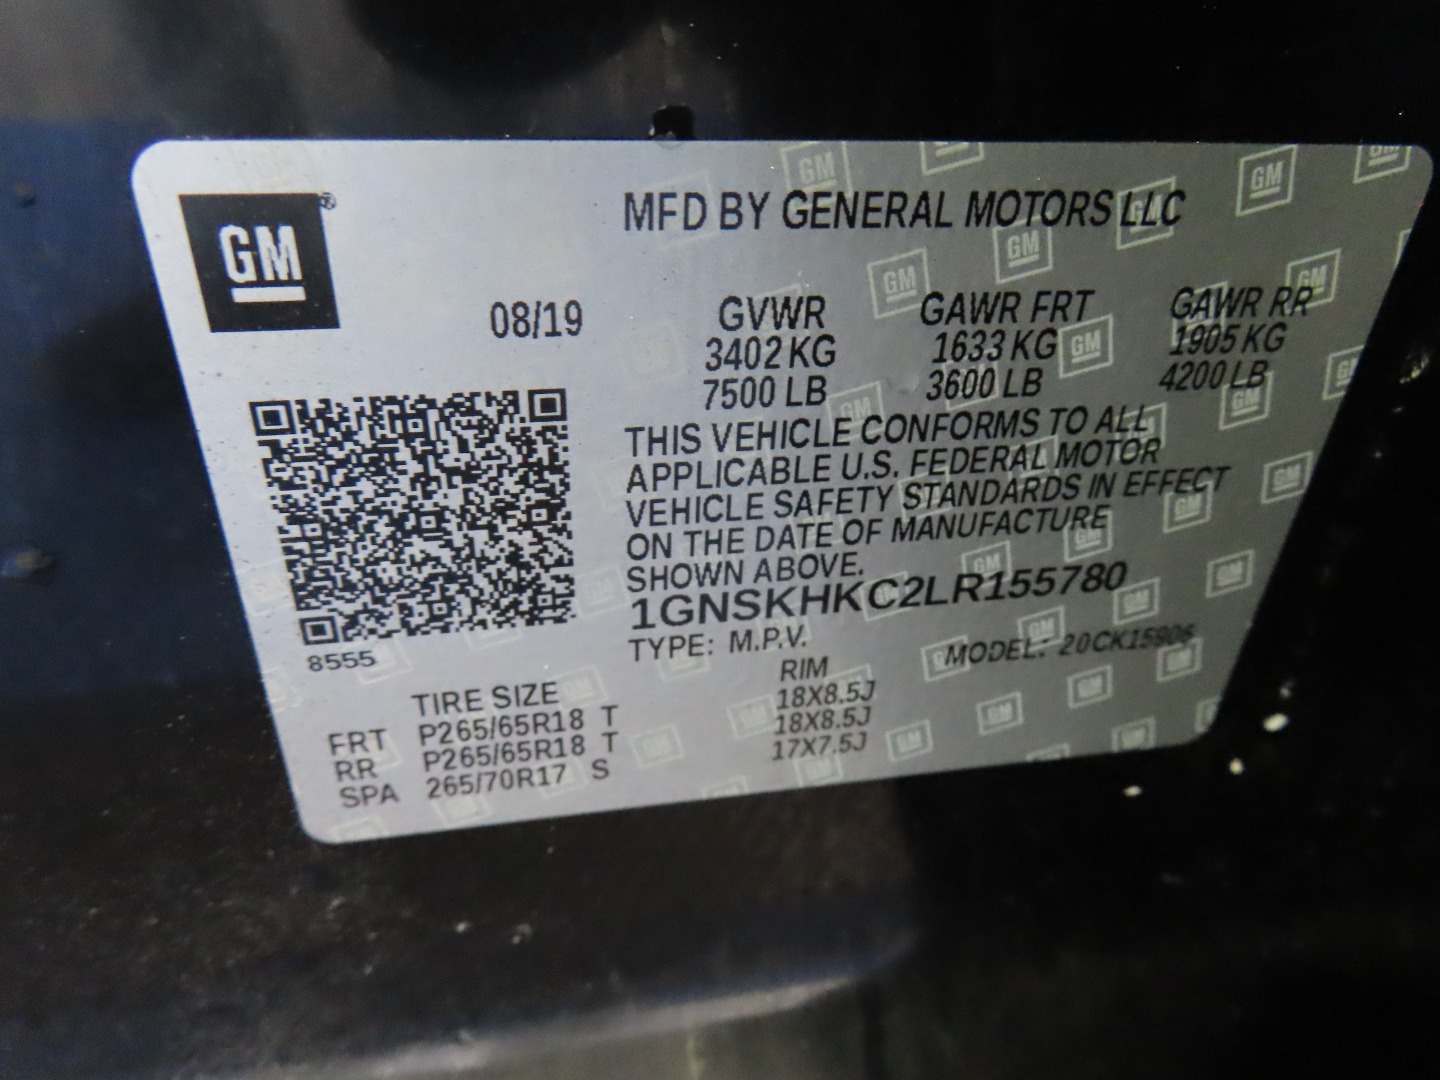 GM ®
MFD BY GENERAL MOTORS LLC
08/19 GVWR GAWR FRT GAWR RR
3402 KG 1633 KG 1905 KG
7500 LB 3600 LB 4200 LB
THIS VEHICLE CONFORMS TO ALL
APPLICABLE U.S. FEDERAL MOTOR
VEHICLE SAFETY STANDARDS IN EFFECT
ON THE DATE OF MANUFACTURE
SHOWN ABOVE.
1GNSKHKC2LR155780
8555 TYPE: M.P.V. MODEL: 20CK15906
TIRE SIZE RIM
FRT P265/65R18 T 18X8.5J
RR P265/65R18 T 18X8.5J
SPA 265/70R17 S 17X7.5J